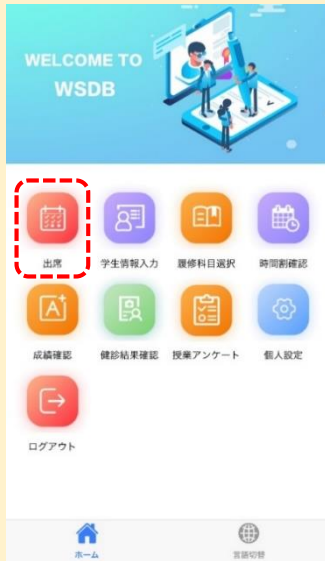 WELCOME TO
WSDB
出席
学生情報入力
履修科目選択
時間割確認
A+
成績確認
健診結果確認
授業アンケート
個人設定
ログアウト
ホーム
言語切替